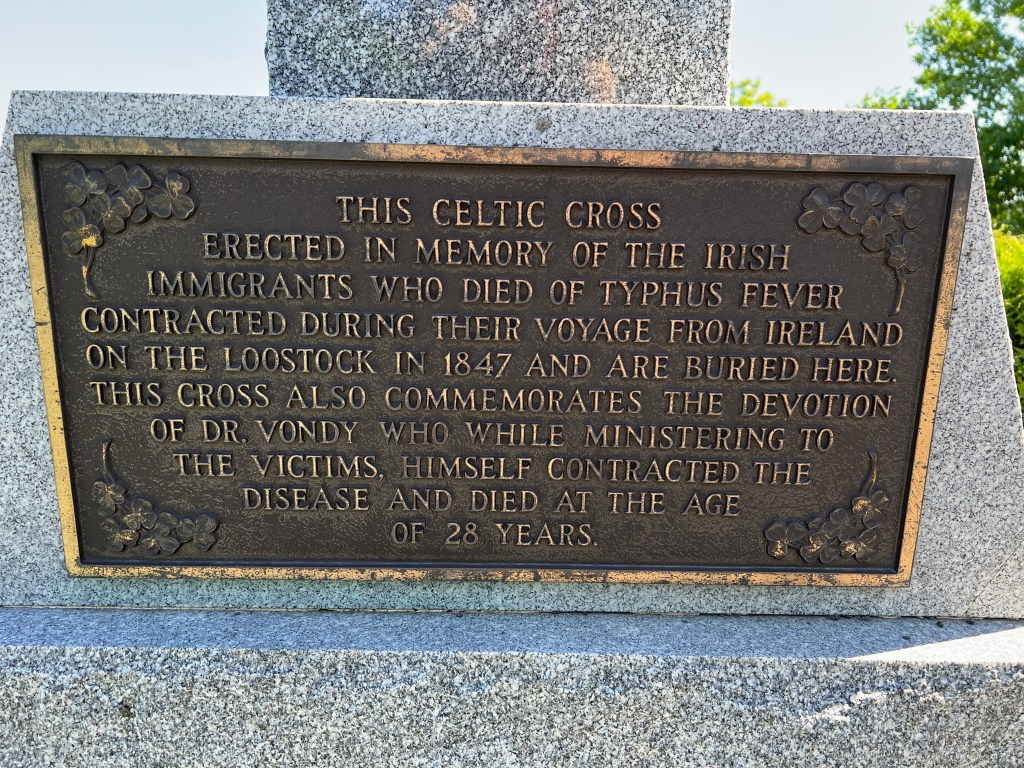 THIS CELTIC CROSS
ERECTED IN MEMORY OF THE IRISH
IMMIGRANTS WHO DIED OF TYPHUS FEVER
CONTRACTED DURING THEIR VOYAGE FROM IRELAND
ON THE LOOSTOCK IN 1847 AND ARE BURIED HERE.
THIS CROSS ALSO COMMEMORATES THE DEVOTION
OF DR. VONDY WHO WHILE MINISTERING TO
THE VICTIMS, HIMSELF CONTRACTED THE
DISEASE AND DIED AT THE AGE
OF 28 YEARS.